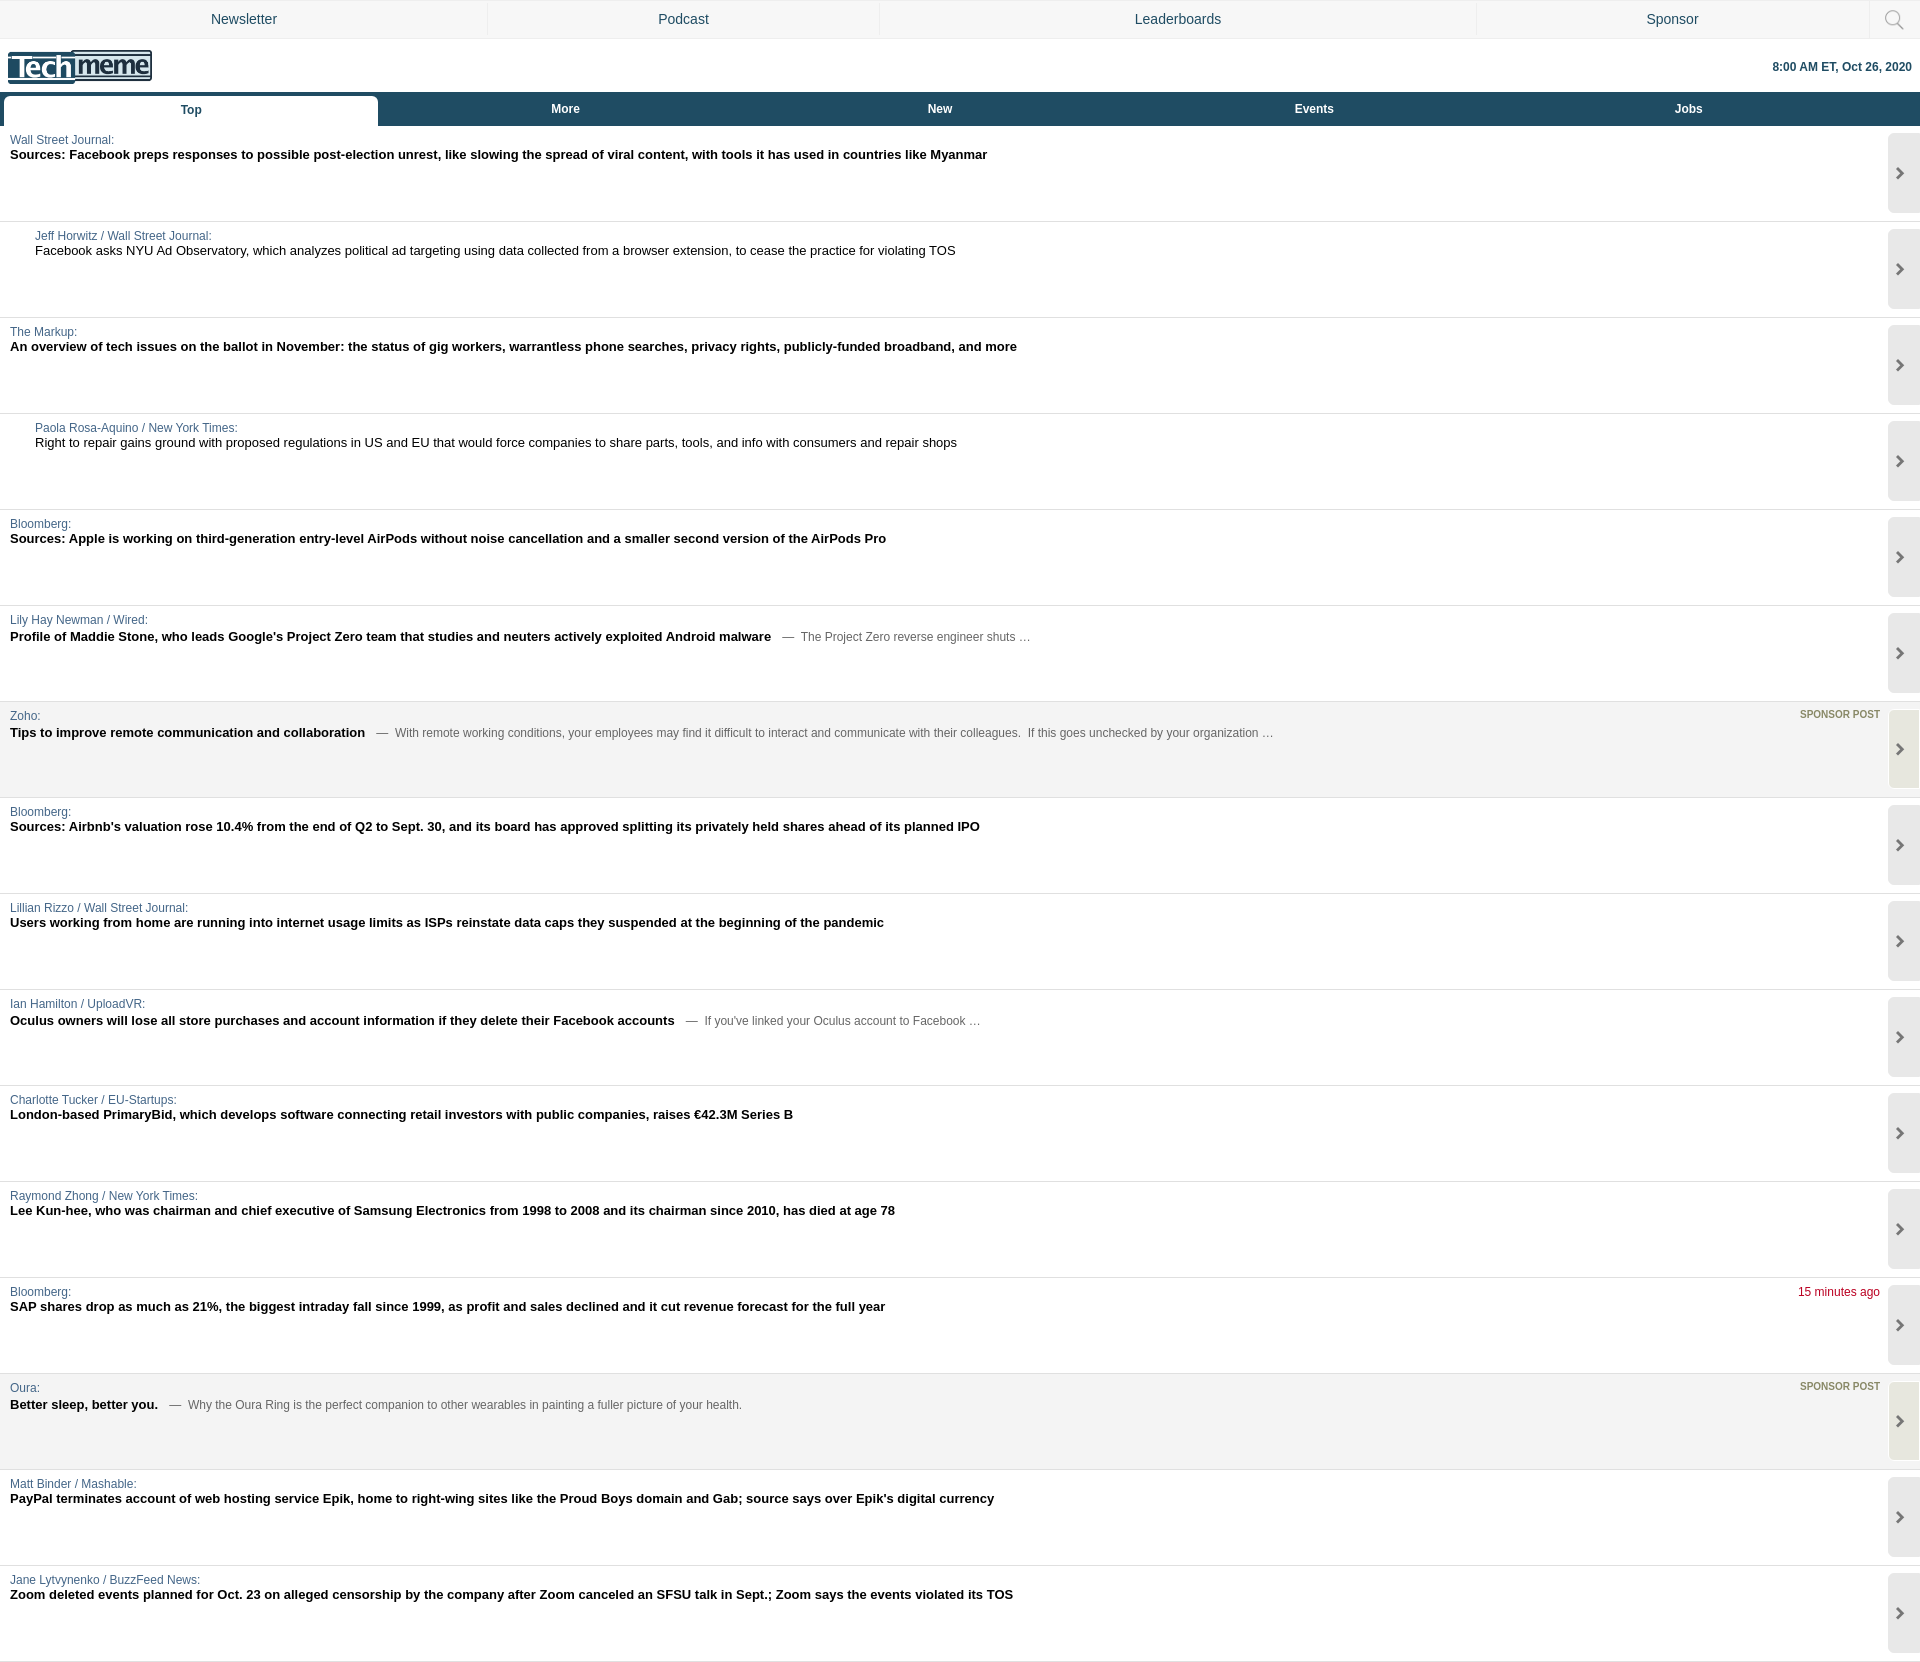 Newsletter Podcast Leaderboards Sponsor
Techmeme 8:00 AM ET, Oct 26, 2020
Top More New Events Jobs
Wall Street Journal:
Sources: Facebook preps responses to possible post-election unrest, like slowing the spread of viral content, with tools it has used in countries like Myanmar
Jeff Horwitz / Wall Street Journal:
Facebook asks NYU Ad Observatory, which analyzes political ad targeting using data collected from a browser extension, to cease the practice for violating TOS
The Markup:
An overview of tech issues on the ballot in November: the status of gig workers, warrantless phone searches, privacy rights, publicly-funded broadband, and more
Paola Rosa-Aquino / New York Times:
Right to repair gains ground with proposed regulations in US and EU that would force companies to share parts, tools, and info with consumers and repair shops
Bloomberg:
Sources: Apple is working on third-generation entry-level AirPods without noise cancellation and a smaller second version of the AirPods Pro
Lily Hay Newman / Wired:
Profile of Maddie Stone, who leads Google's Project Zero team that studies and neuters actively exploited Android malware — The Project Zero reverse engineer shuts …
Zoho: SPONSOR POST
Tips to improve remote communication and collaboration — With remote working conditions, your employees may find it difficult to interact and communicate with their colleagues. If this goes unchecked by your organization …
Bloomberg:
Sources: Airbnb's valuation rose 10.4% from the end of Q2 to Sept. 30, and its board has approved splitting its privately held shares ahead of its planned IPO
Lillian Rizzo / Wall Street Journal:
Users working from home are running into internet usage limits as ISPs reinstate data caps they suspended at the beginning of the pandemic
Ian Hamilton / UploadVR:
Oculus owners will lose all store purchases and account information if they delete their Facebook accounts — If you've linked your Oculus account to Facebook …
Charlotte Tucker / EU-Startups:
London-based PrimaryBid, which develops software connecting retail investors with public companies, raises €42.3M Series B
Raymond Zhong / New York Times:
Lee Kun-hee, who was chairman and chief executive of Samsung Electronics from 1998 to 2008 and its chairman since 2010, has died at age 78
Bloomberg: 15 minutes ago
SAP shares drop as much as 21%, the biggest intraday fall since 1999, as profit and sales declined and it cut revenue forecast for the full year
Oura: SPONSOR POST
Better sleep, better you. — Why the Oura Ring is the perfect companion to other wearables in painting a fuller picture of your health.
Matt Binder / Mashable:
PayPal terminates account of web hosting service Epik, home to right-wing sites like the Proud Boys domain and Gab; source says over Epik's digital currency
Jane Lytvynenko / BuzzFeed News:
Zoom deleted events planned for Oct. 23 on alleged censorship by the company after Zoom canceled an SFSU talk in Sept.; Zoom says the events violated its TOS